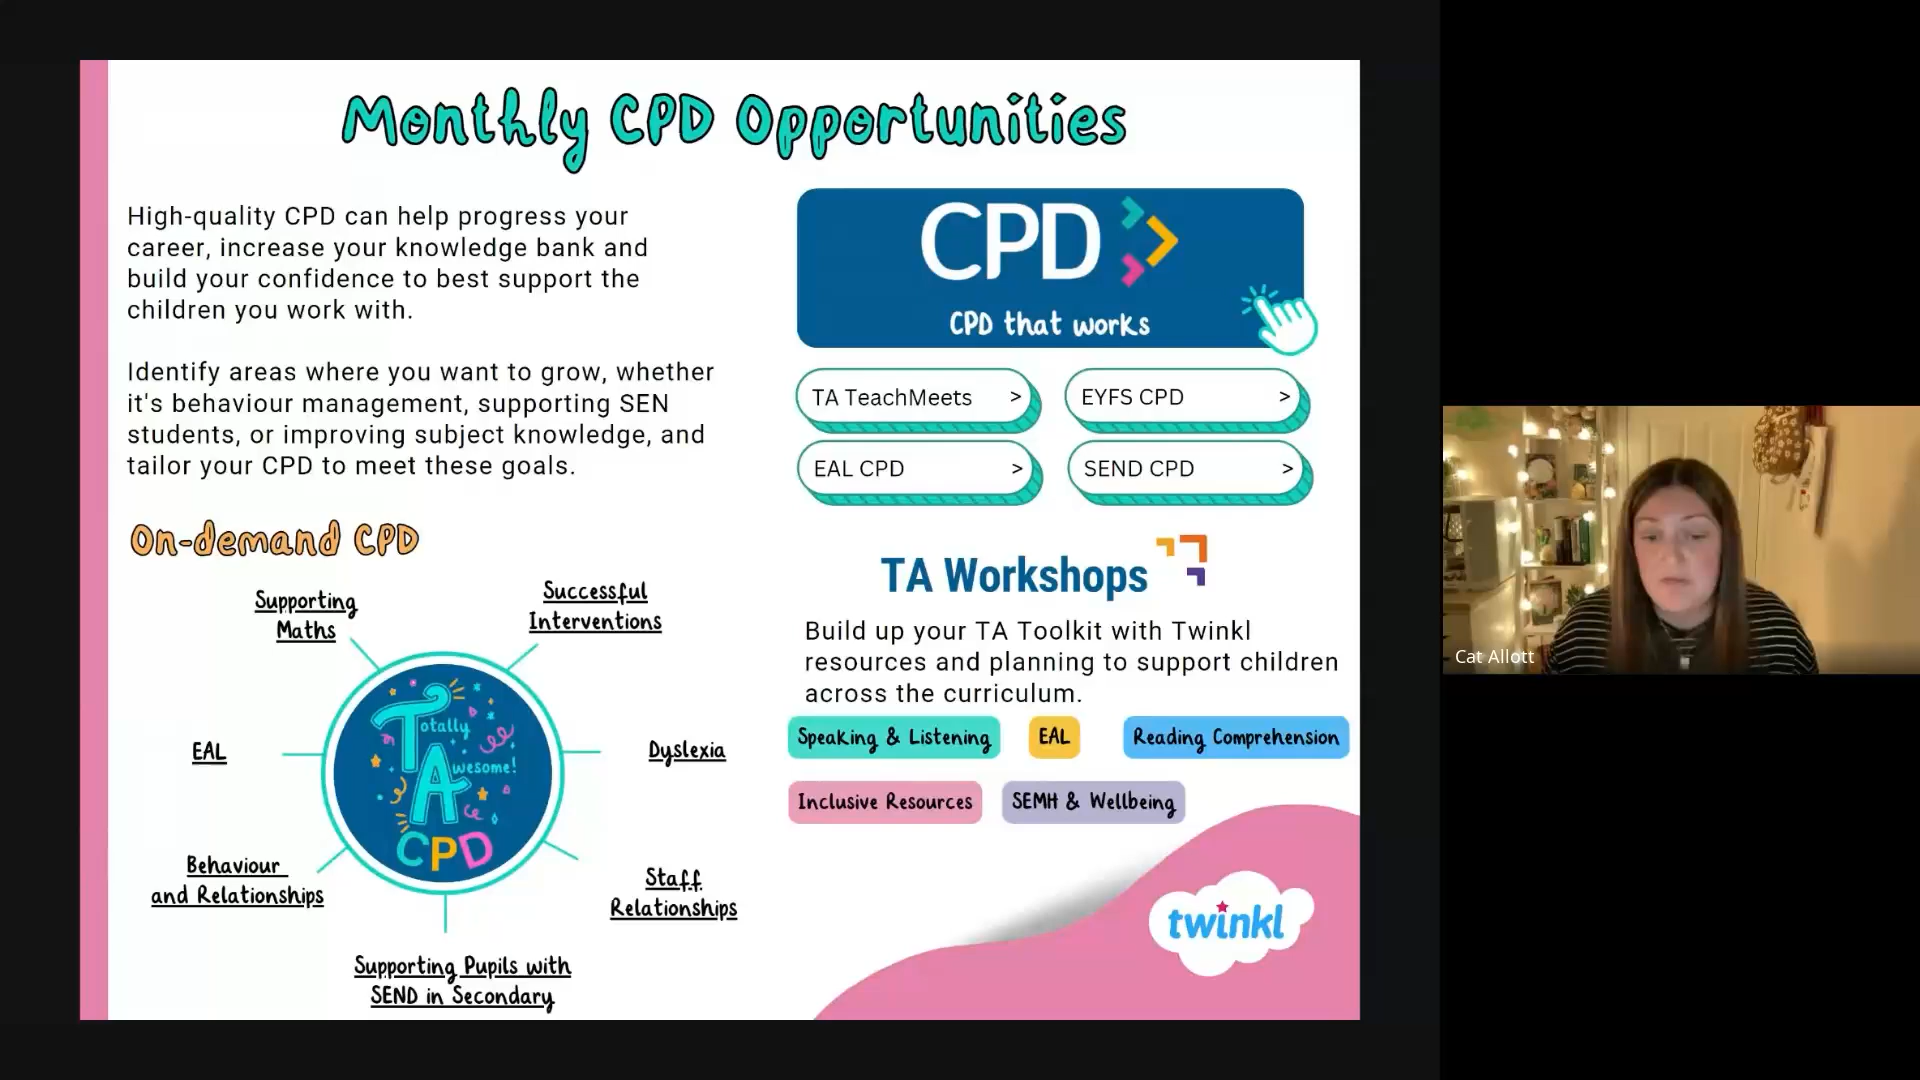 Monthly CPD Opportunities
High-quality CPD can help progress your
career, increase your knowledge bank and
build your confidence to best support the
children you work with.
Identify areas where you want to grow, whether
it's behaviour management, supporting SEN
students, or improving subject knowledge, and
tailor your CPD to meet these goals.
On-demand CPD
Supporting
Maths
Successful
Interventions
EAL
Totally
Awesome!
CPD
Dyslexia
Behaviour
and Relationships
Staff
Relationships
Supporting Pupils with
SEND in Secondary
CPD
CPD that works
TA TeachMeets >
EYFS CPD >
EAL CPD >
SEND CPD >
TA Workshops
Build up your TA Toolkit with Twinkl
resources and planning to support children
across the curriculum.
Speaking & Listening
EAL
Reading Comprehension
Inclusive Resources
SEMH & Wellbeing
twinkl
Cat Allott